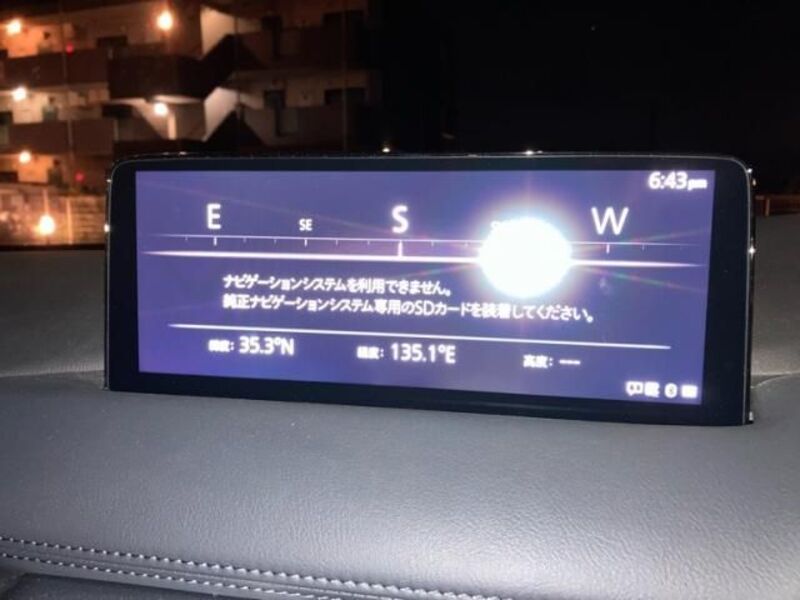 6:43pm
E SE S W
ナビゲーションシステムを利用できません。
純正ナビゲーションシステム専用のSDカードを装着してください。
緯度: 35.3°N 経度: 135.1°E 高度: ---